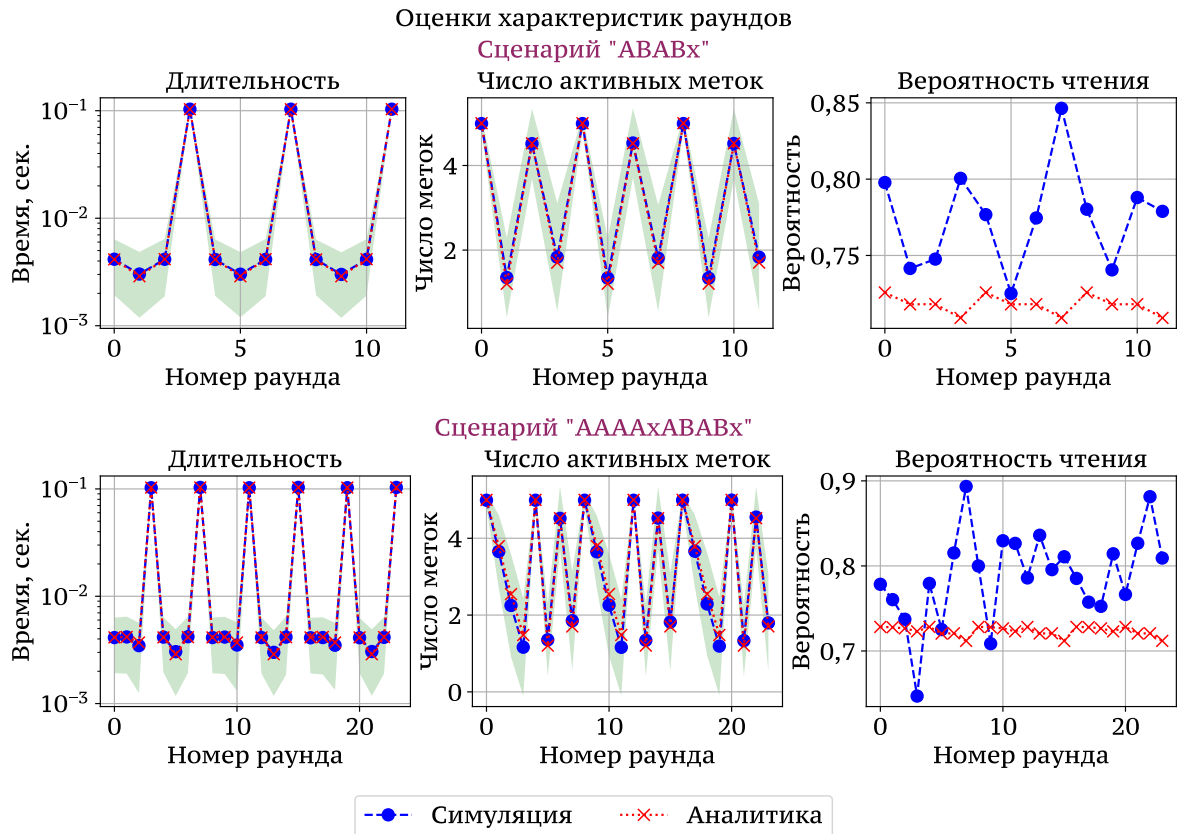 Оценки характеристик раундов
Сценарий "ABABx"
Длительность
Число активных меток
Вероятность чтения
Время, сек.
10⁻¹
10⁻²
10⁻³
0
5
10
Номер раунда
Число меток
4
2
0
5
10
Номер раунда
Вероятность
0,85
0,80
0,75
0
5
10
Номер раунда
Сценарий "AAAAxABABx"
Длительность
Число активных меток
Вероятность чтения
Время, сек.
10⁻¹
10⁻²
10⁻³
0
10
20
Номер раунда
Число меток
4
2
0
0
10
20
Номер раунда
Вероятность
0,9
0,8
0,7
0
10
20
Номер раунда
Симуляция
Аналитика